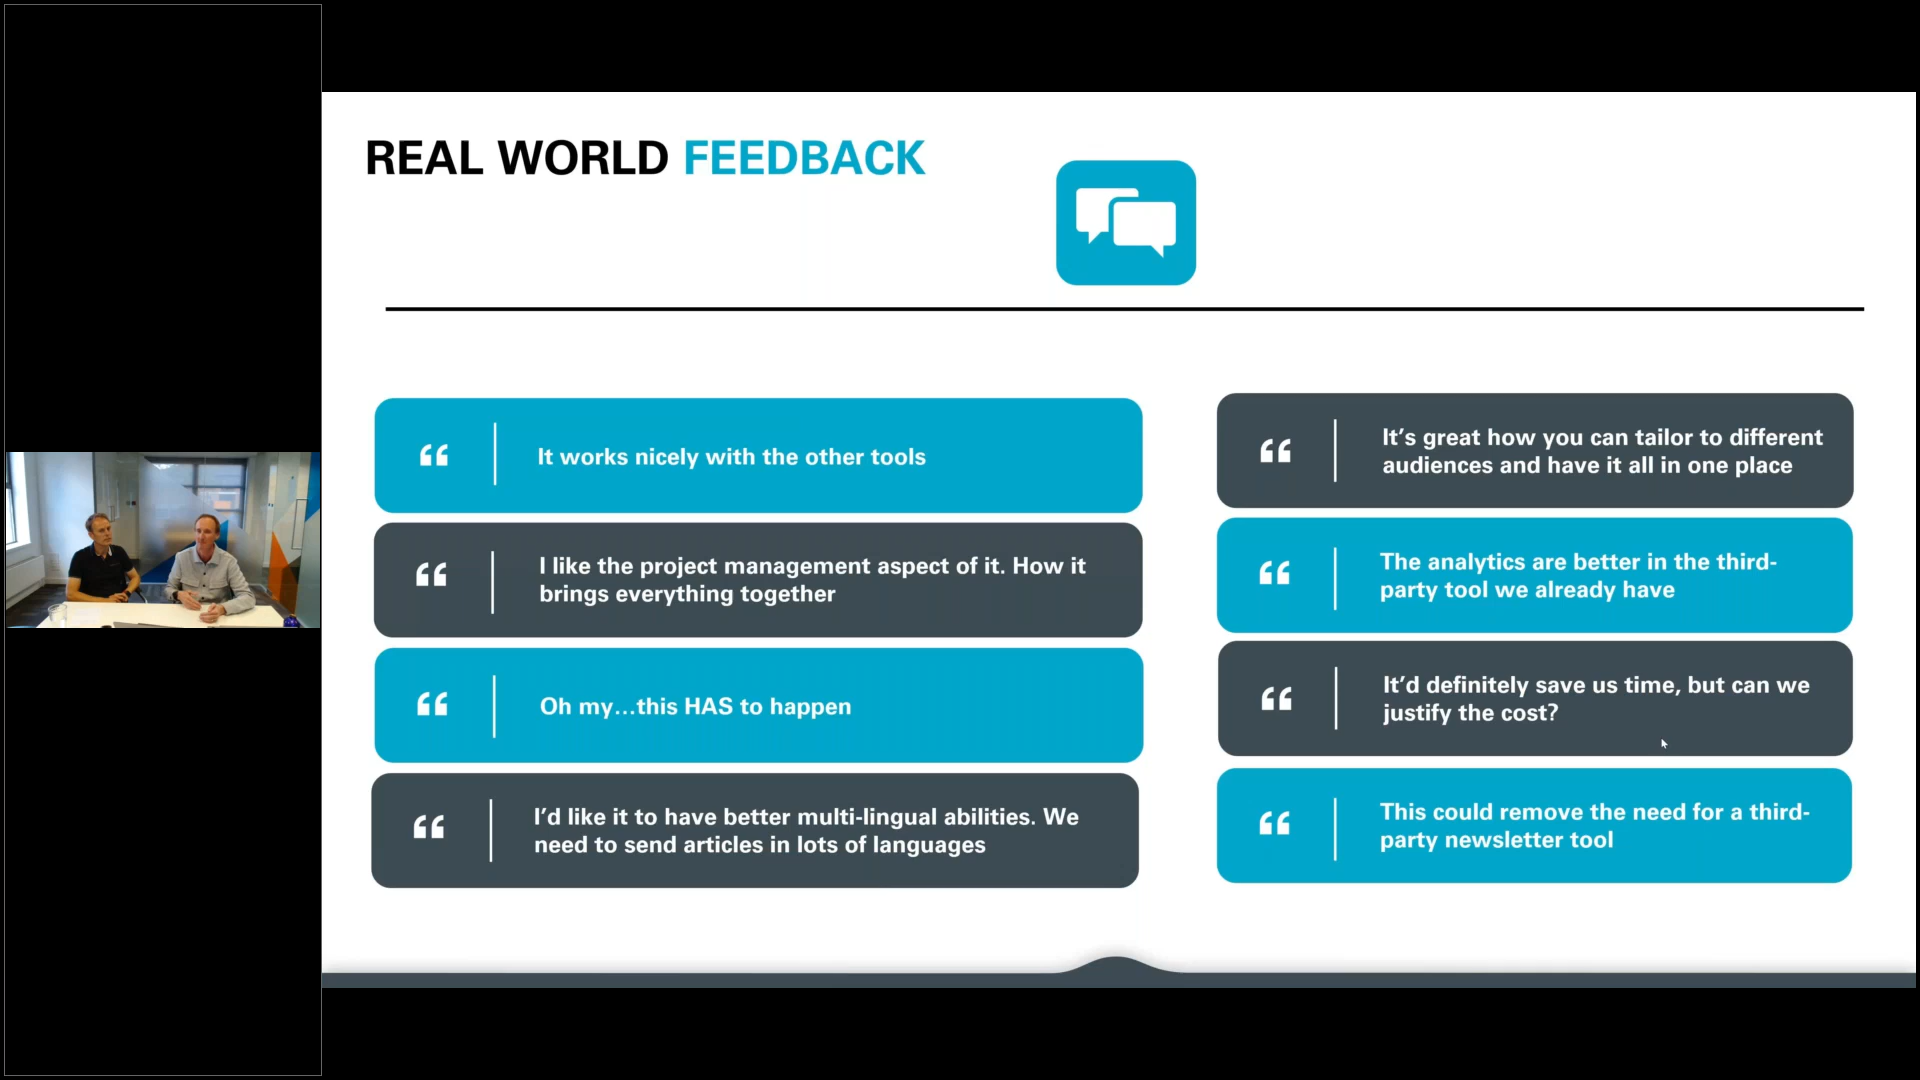 REAL WORLD FEEDBACK
“ It works nicely with the other tools
“ I like the project management aspect of it. How it
brings everything together
“ Oh my...this HAS to happen
“ I’d like it to have better multi-lingual abilities. We
need to send articles in lots of languages
“ It’s great how you can tailor to different
audiences and have it all in one place
“ The analytics are better in the third-
party tool we already have
“ It’d definitely save us time, but can we
justify the cost?
“ This could remove the need for a third-
party newsletter tool